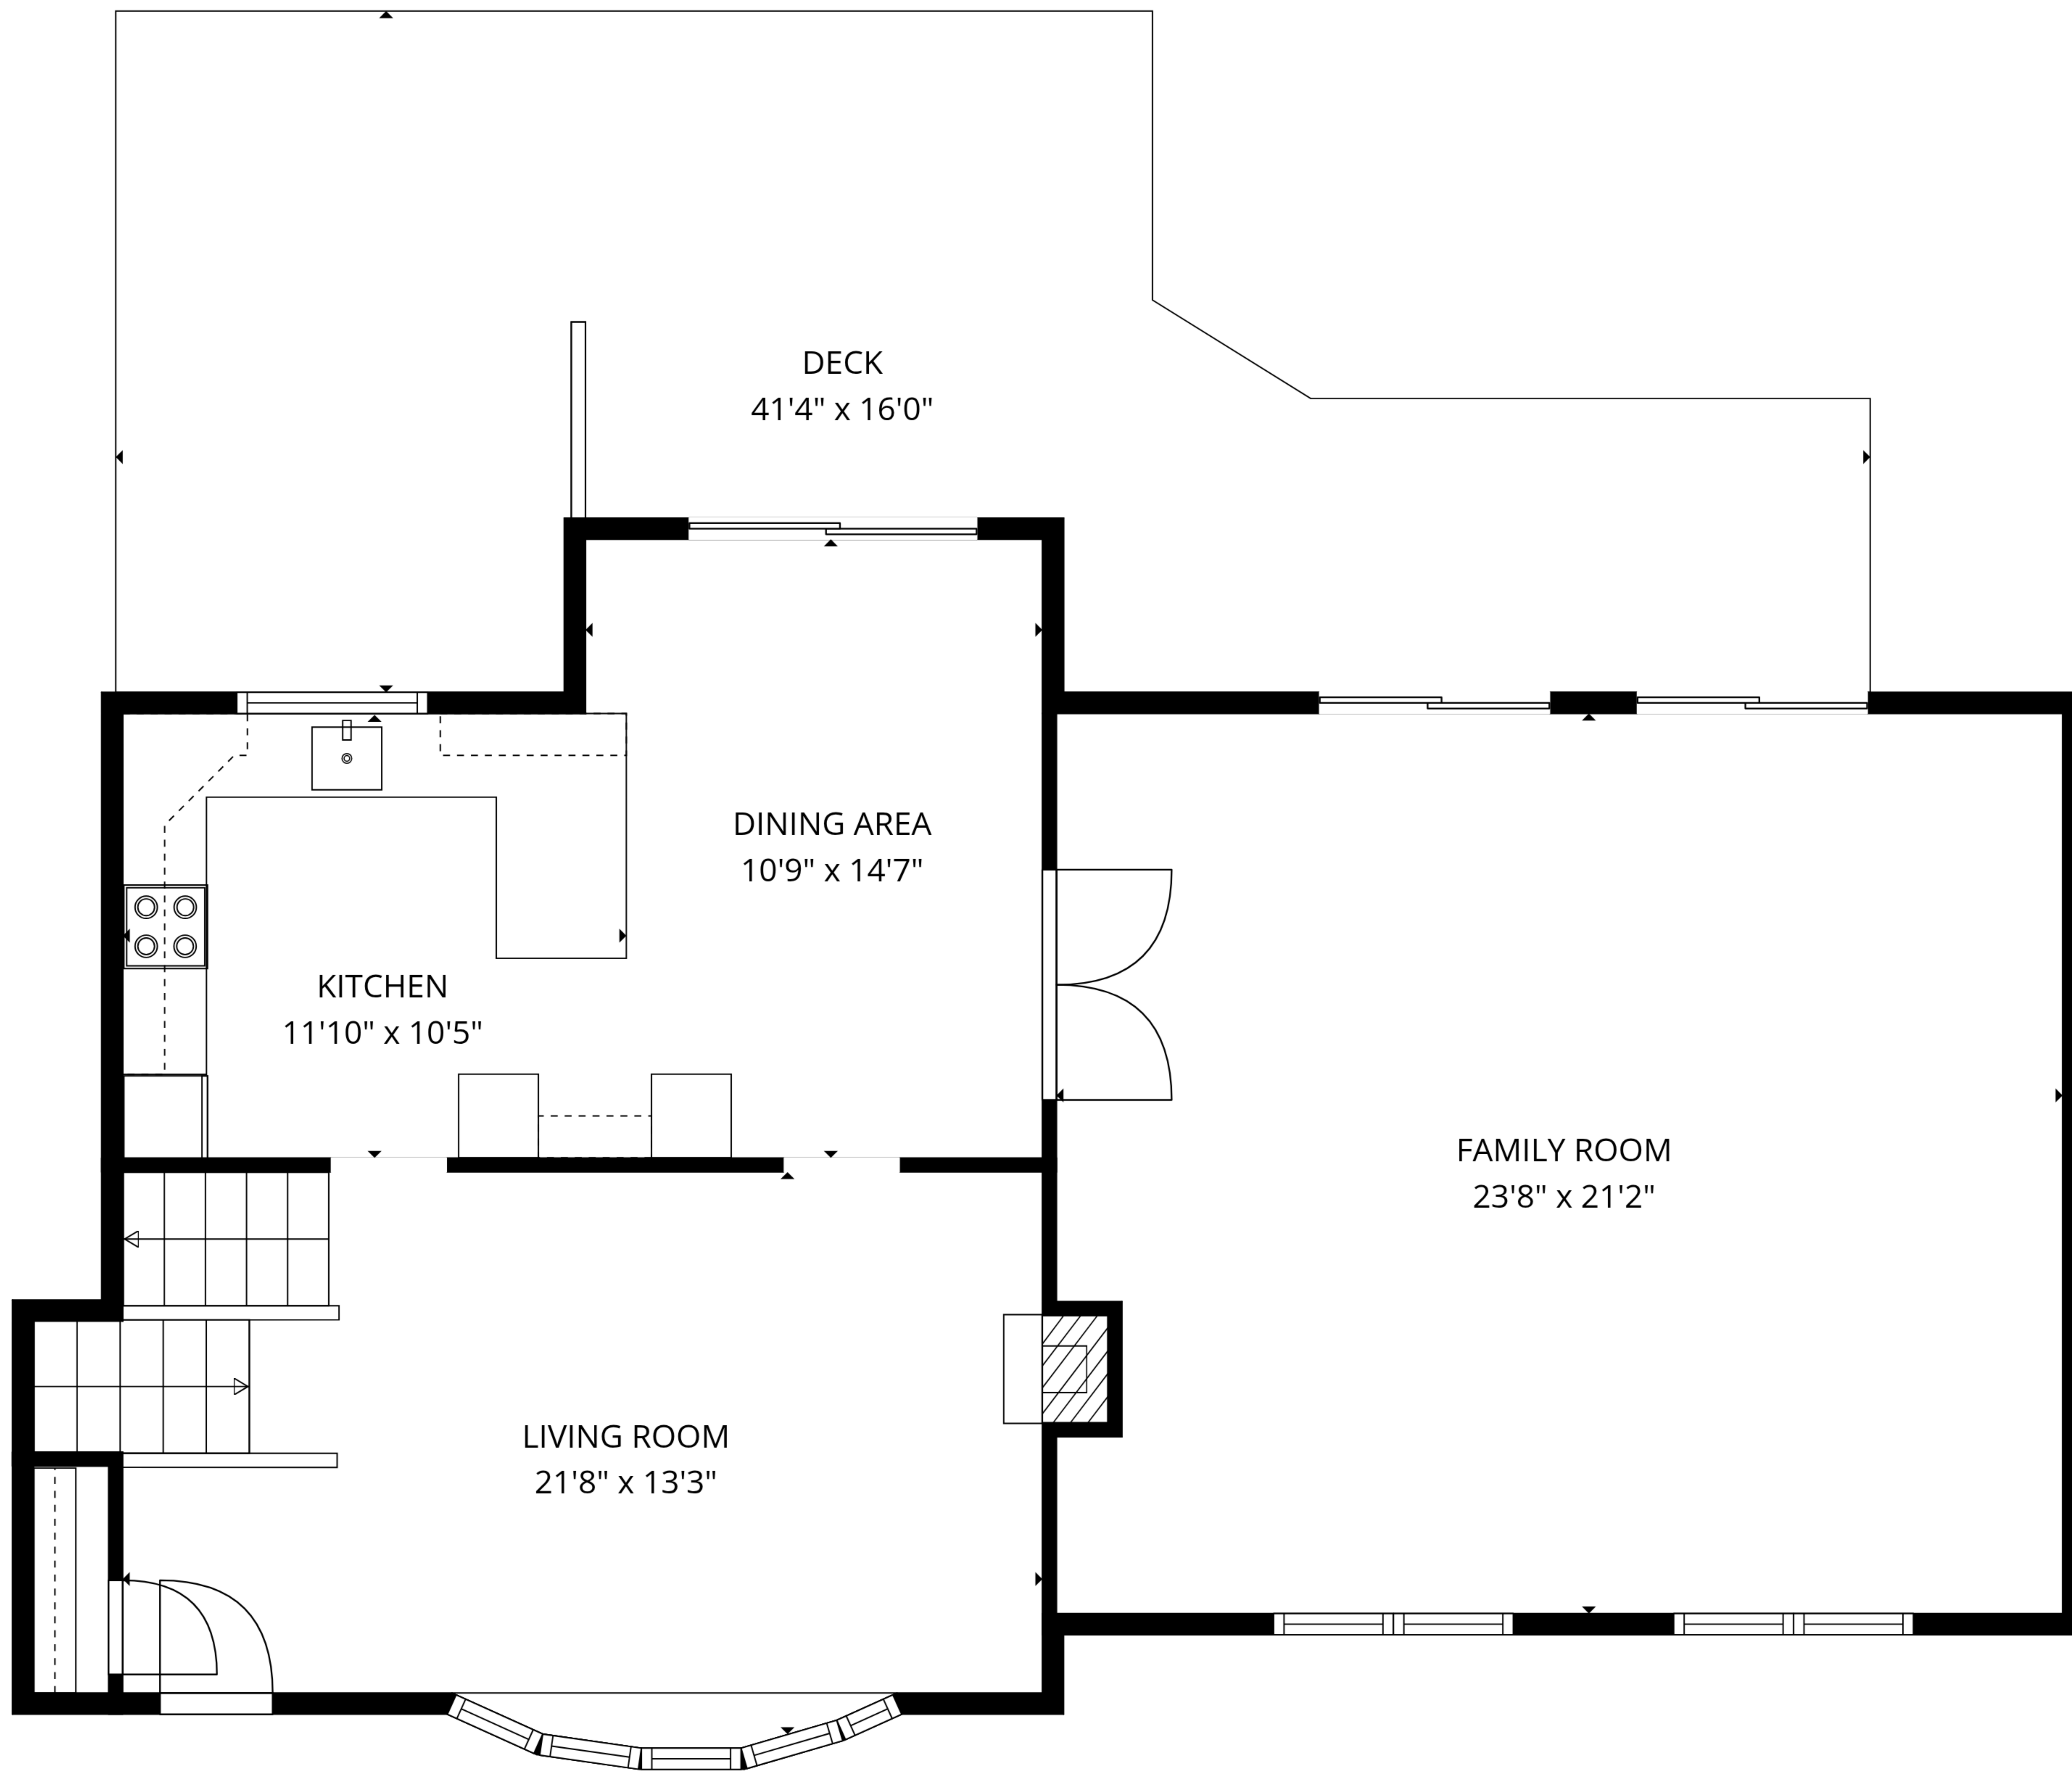 DECK
41'4" x 16'0"
DINING AREA
10'9" x 14'7"
KITCHEN
11'10" x 10'5"
FAMILY ROOM
23'8" x 21'2"
LIVING ROOM
21'8" x 13'3"